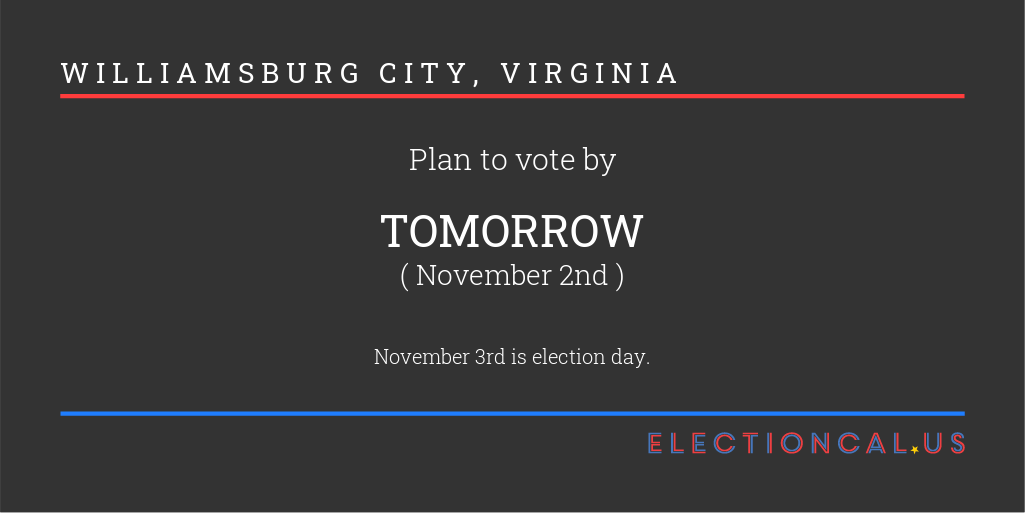 WILLIAMSBURG CITY, VIRGINIA
Plan to vote by
TOMORROW
( November 2nd )
November 3rd is election day.
ELECTIONCAL.US